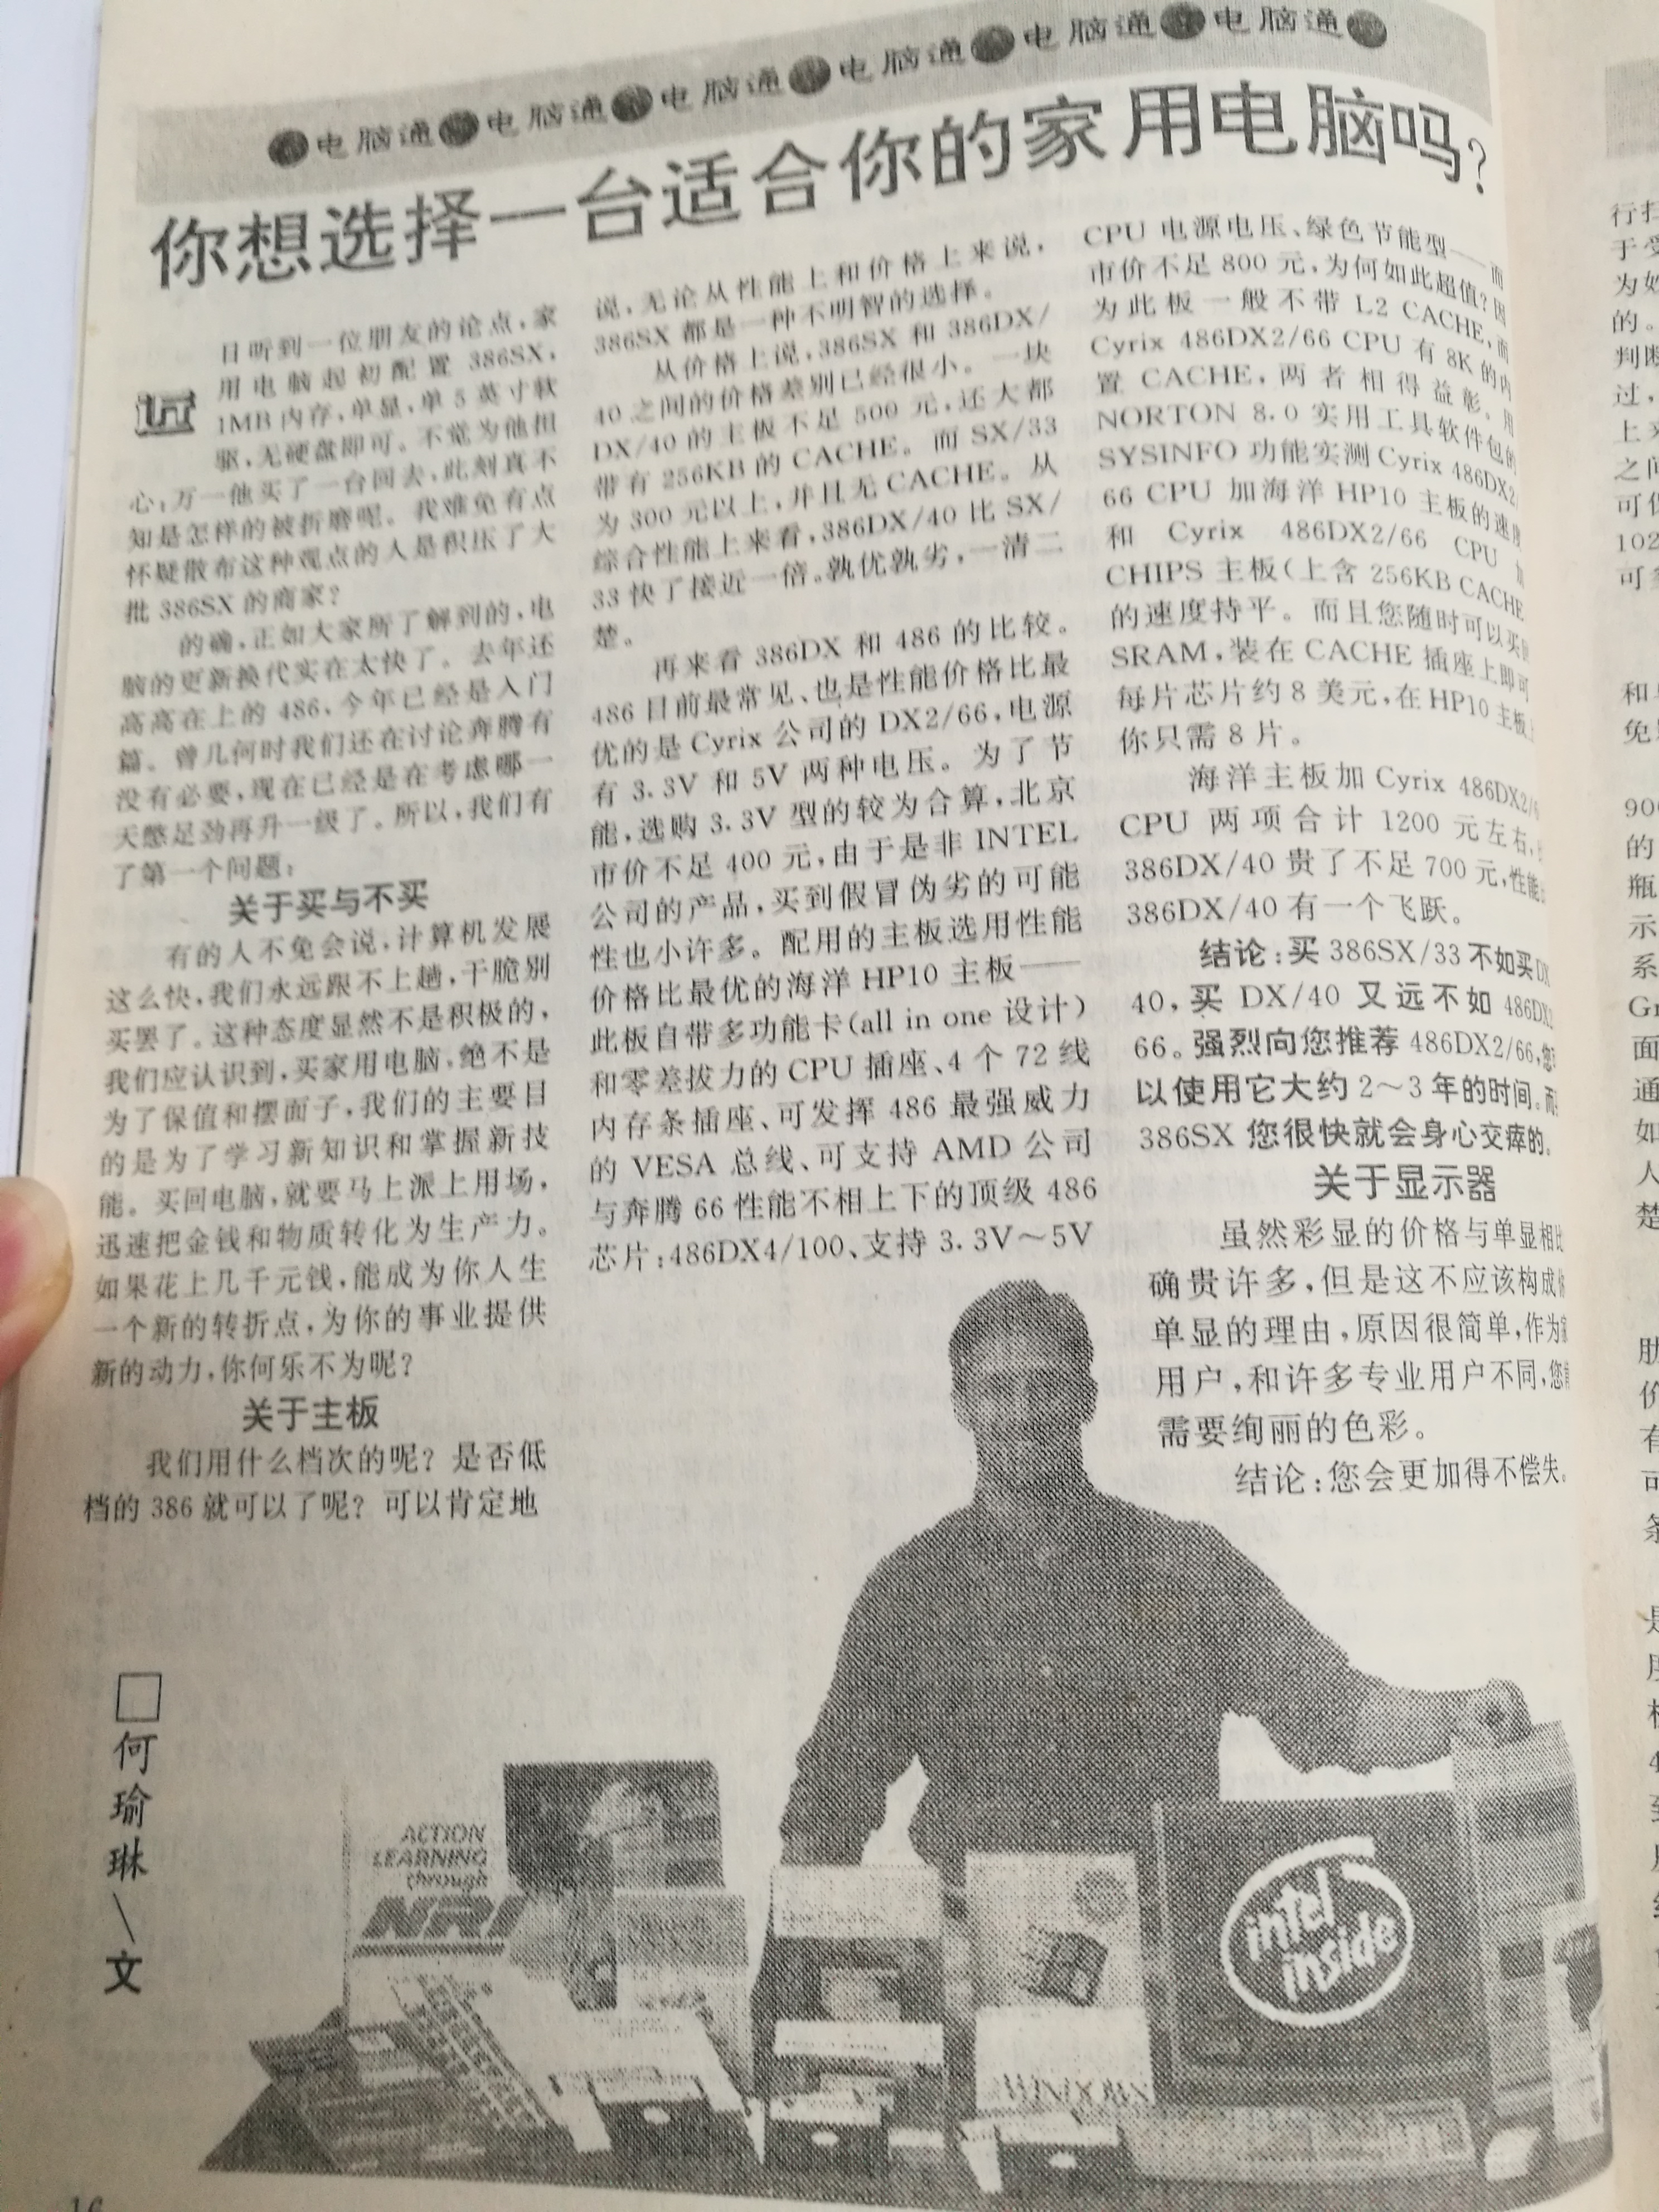 电脑通 电脑通 电脑通 电脑通 电脑通 电脑通
你想选择一台适合你的家用电脑吗?
近
日听到一位朋友的论点,家
用电脑起初配置386SX,
1MB内存,单显,单5英寸软
驱,无硬盘即可。不觉为他担
心,万一他买了一台回去,此刻真不
知是怎样的被折磨呢。我难免有点
怀疑散布这种观点的人是积压了大
批386SX的商家?
的确,正如大家所了解到的,电
脑的更新换代实在太快了。去年还
高高在上的486,今年已经是入门
篇。曾几何时我们还在讨论奔腾有
没有必要,现在已经是在考虑哪一
天憋足劲再升一级了。所以,我们有
了第一个问题:
关于买与不买
有的人不免会说,计算机发展
这么快,我们永远跟不上趟,干脆别
买罢了。这种态度显然不是积极的,
我们应认识到,买家用电脑,绝不是
为了保值和摆面子,我们的主要目
的是为了学习新知识和掌握新技
能。买回电脑,就要马上派上用场,
迅速把金钱和物质转化为生产力。
如果花上几千元钱,能成为你人生
一个新的转折点,为你的事业提供
新的动力,你何乐不为呢?
关于主板
我们用什么档次的呢?是否低
档的386就可以了呢?可以肯定地
说,无论从性能上和价格上来说,
386SX都是一种不明智的选择。
从价格上说,386SX和386DX/
40之间的价格差别已经很小。一块
DX/40的主板不足500元,还大都
带有256KB的CACHE。而SX/33
为300元以上,并且无CACHE。从
综合性能上来看,386DX/40比SX/
33快了接近一倍。孰优孰劣,一清二
楚。
再来看386DX和486的比较。
486目前最常见、也是性能价格比最
优的是Cyrix公司的DX2/66,电源
有3.3V和5V两种电压。为了节
能,选购3.3V型的较为合算,北京
市价不足400元,由于是非INTEL
公司的产品,买到假冒伪劣的可能
性也小许多。配用的主板选用性能
价格比最优的海洋HP10主板——
此板自带多功能卡(all in one设计)
和零差拔力的CPU插座、4个72线
内存条插座、可发挥486最强威力
的VESA总线、可支持AMD公司
与奔腾66性能不相上下的顶级486
芯片:486DX4/100、支持3.3V~5V
CPU电源电压、绿色节能型——而
市价不足800元,为何如此超值?因
为此板一般不带L2 CACHE,而
Cyrix 486DX2/66 CPU有8K的内
置CACHE,两者相得益彰。用
NORTON 8.0实用工具软件包的
SYSINFO功能实测Cyrix 486DX2
66 CPU加海洋HP10主板的速度
和 Cyrix 486DX2/66 CPU 加
CHIPS主板(上含256KB CACHE
的速度持平。而且您随时可以买
SRAM,装在CACHE插座上即可
每片芯片约8美元,在HP10主板
你只需8片。
海洋主板加Cyrix 486DX2/
CPU两项合计1200元左右,
386DX/40贵了不足700元,性能
386DX/40有一个飞跃。
结论:买386SX/33不如买DX
40,买DX/40又远不如486DX2
66。强烈向您推荐486DX2/66,您
以使用它大约2~3年的时间。而
386SX您很快就会身心交瘁的。
关于显示器
虽然彩显的价格与单显相比
确贵许多,但是这不应该构成
单显的理由,原因很简单,作为家
用户,和许多专业用户不同,您
需要绚丽的色彩。
结论:您会更加得不偿失。
□何瑜琳\文
ACTION
LEARNING
through
NRI
WINDOWS
intel
inside
16
行
于受
为
的。
判断
过,
上
之间
可
102
可
和
免
900
的
瓶
示
系
Gr
面
通
如
人
楚
价
有